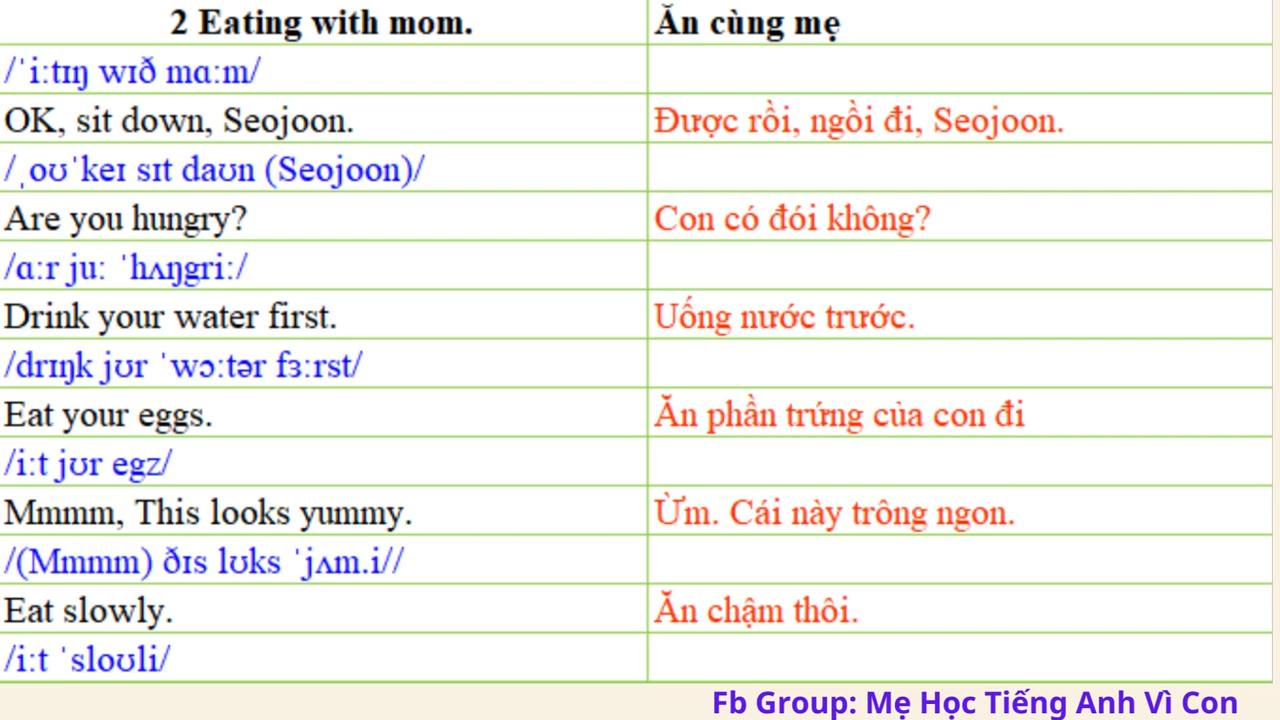 2 Eating with mom. Ăn cùng mẹ
/ˈiːtɪŋ wɪð mɑːm/
OK, sit down, Seojoon. Được rồi, ngồi đi, Seojoon.
/ˌoʊˈkeɪ sɪt daʊn (Seojoon)/
Are you hungry? Con có đói không?
/ɑːr juː ˈhʌŋgriː/
Drink your water first. Uống nước trước.
/drɪŋk jʊr ˈwɔːtər fɜːrst/
Eat your eggs. Ăn phần trứng của con đi
/iːt jʊr egz/
Mmmm, This looks yummy. Ừm. Cái này trông ngon.
/(Mmmm) ðɪs lʊks ˈjʌm.i//
Eat slowly. Ăn chậm thôi.
/iːt ˈsloʊli/
Fb Group: Mẹ Học Tiếng Anh Vì Con